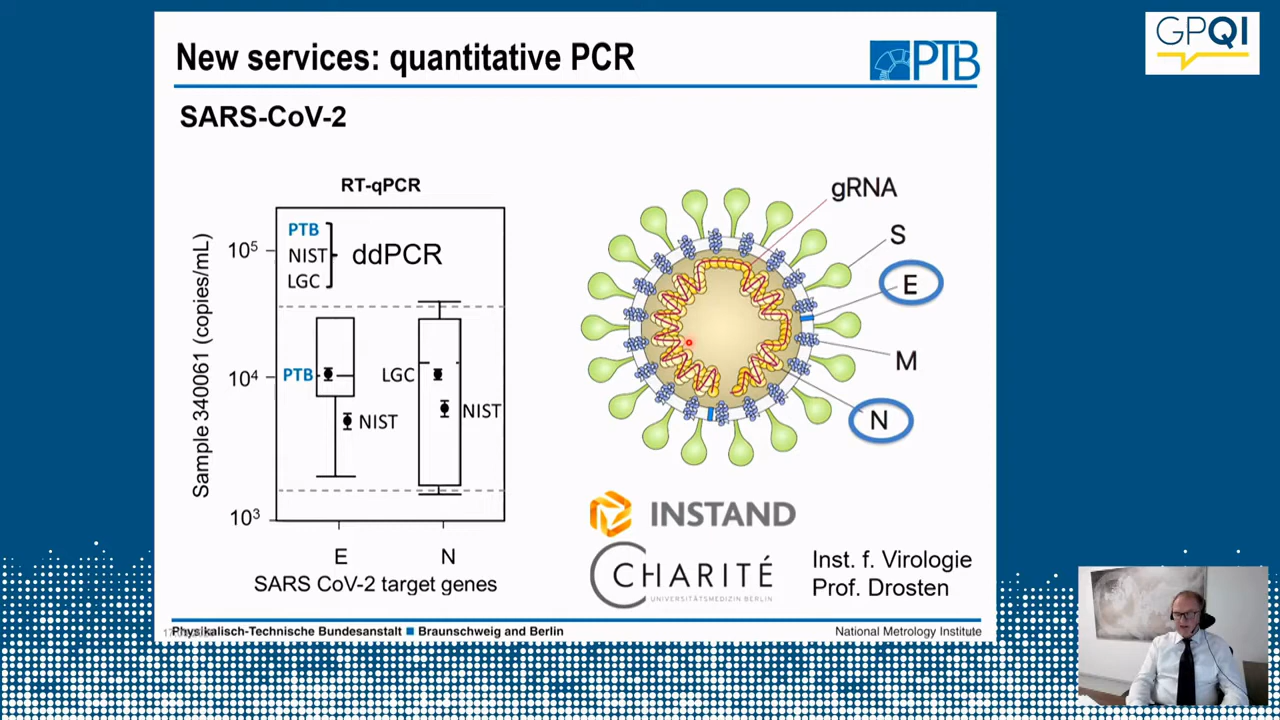 New services: quantitative PCR
PTB
GPQI
SARS-CoV-2
RT-qPCR
PTB
NIST
LGC
ddPCR
Sample 340061 (copies/mL)
10⁵
10⁴
10³
PTB
NIST
LGC
NIST
E
N
SARS CoV-2 target genes
gRNA
S
E
M
N
INSTAND
CHARITÉ
UNIVERSITÄTSMEDIZIN BERLIN
Inst. f. Virologie
Prof. Drosten
Physikalisch-Technische Bundesanstalt ■ Braunschweig and Berlin
National Metrology Institute